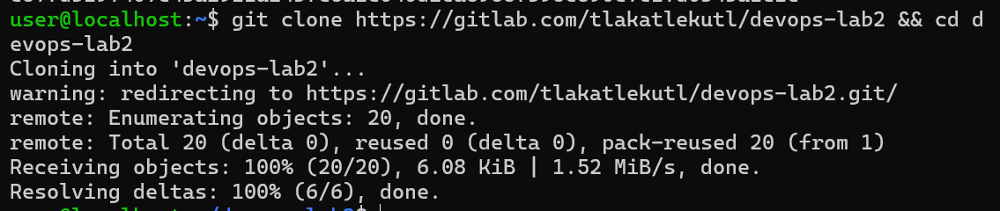 user@localhost:~$ git clone https://gitlab.com/tlakatlekutl/devops-lab2 && cd d
evops-lab2
Cloning into 'devops-lab2'...
warning: redirecting to https://gitlab.com/tlakatlekutl/devops-lab2.git/
remote: Enumerating objects: 20, done.
remote: Total 20 (delta 0), reused 0 (delta 0), pack-reused 20 (from 1)
Receiving objects: 100% (20/20), 6.08 KiB | 1.52 MiB/s, done.
Resolving deltas: 100% (6/6), done.